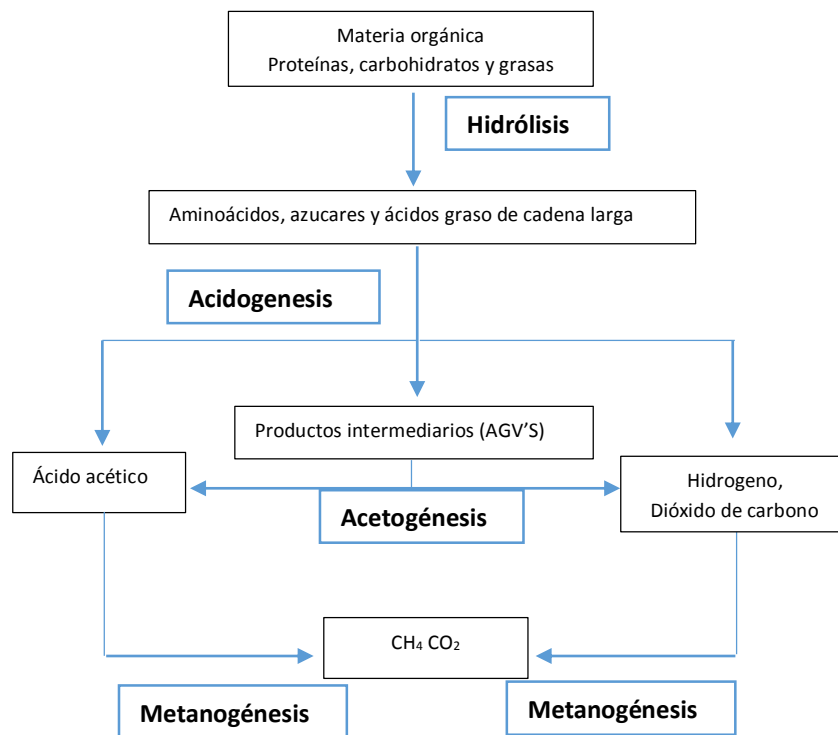 Materia orgánica
Proteínas, carbohidratos y grasas
Hidrólisis
Aminoácidos, azucares y ácidos graso de cadena larga
Acidogenesis
Productos intermediarios (AGV’S)
Ácido acético
Hidrogeno,
Dióxido de carbono
Acetogénesis
CH₄ CO₂
Metanogénesis
Metanogénesis